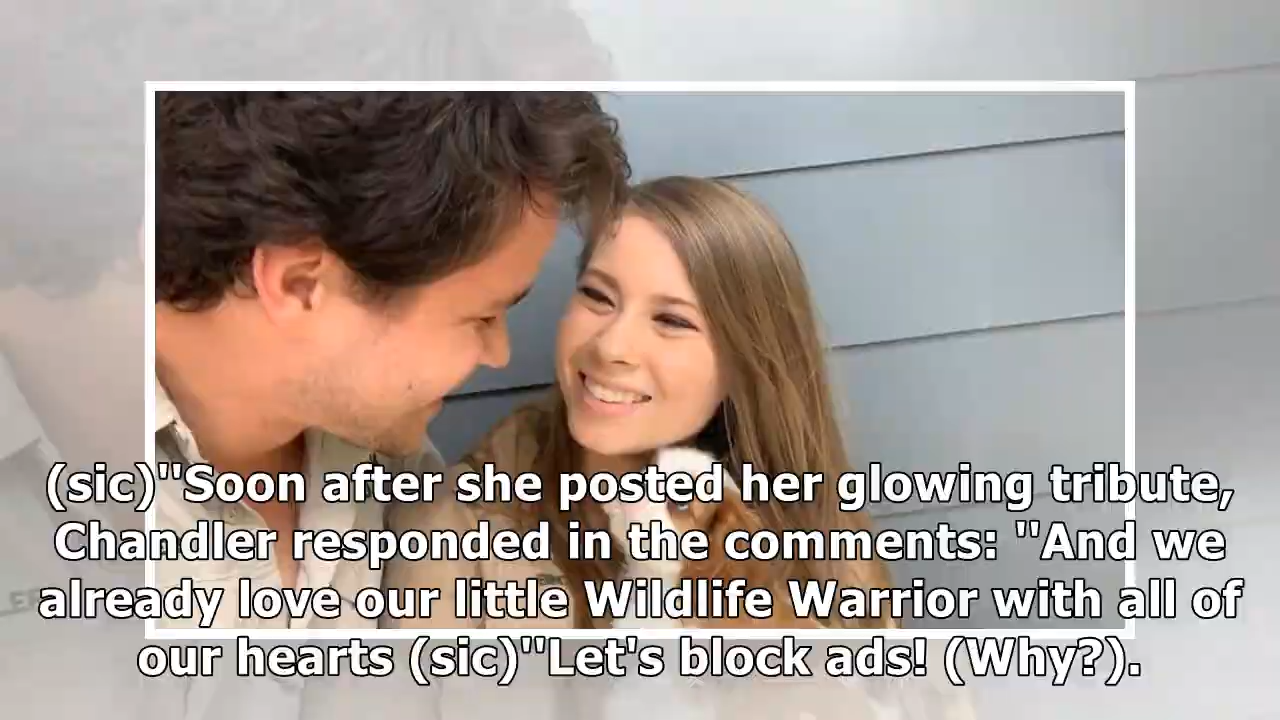 (sic)''Soon after she posted her glowing tribute,
Chandler responded in the comments: ''And we
already love our little Wildlife Warrior with all of
our hearts (sic)''Let's block ads! (Why?).